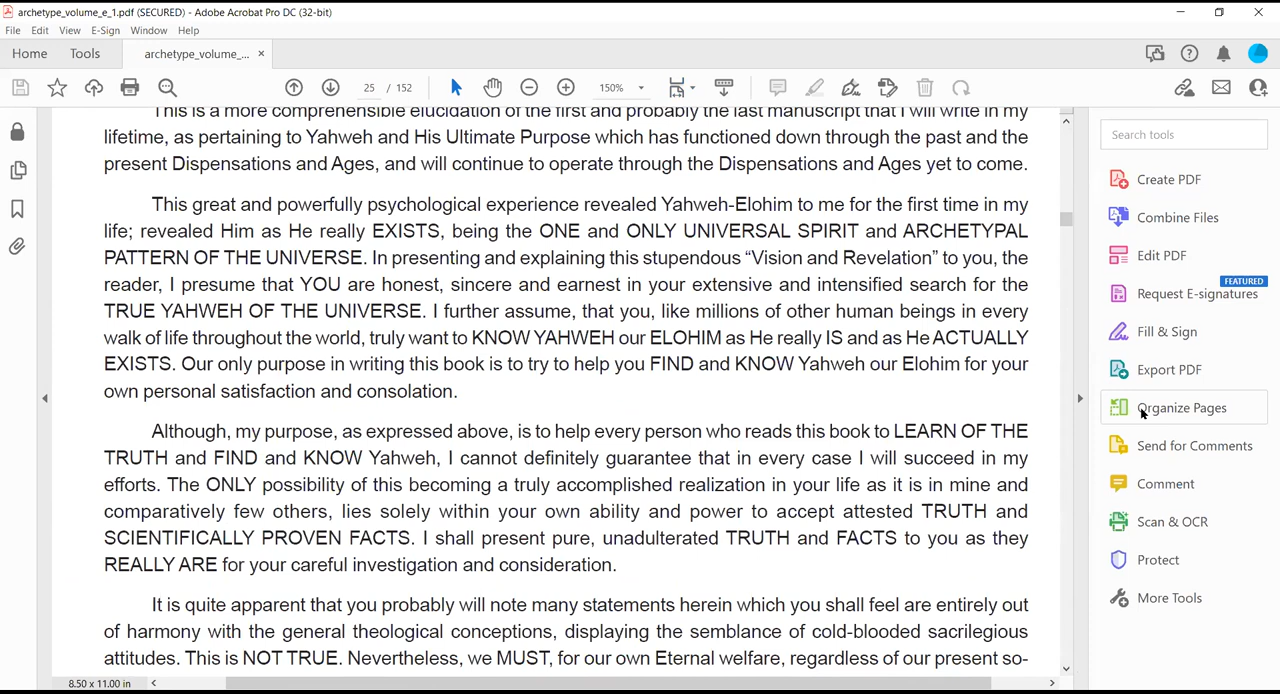 archetype_volume_e_1.pdf (SECURED) - Adobe Acrobat Pro DC (32-bit)
File Edit View E-Sign Window Help
Home Tools archetype_volume_... ×
25 / 152 150%
This is a more comprehensible elucidation of the first and probably the last manuscript that I will write in my
lifetime, as pertaining to Yahweh and His Ultimate Purpose which has functioned down through the past and the
present Dispensations and Ages, and will continue to operate through the Dispensations and Ages yet to come.
This great and powerfully psychological experience revealed Yahweh-Elohim to me for the first time in my
life; revealed Him as He really EXISTS, being the ONE and ONLY UNIVERSAL SPIRIT and ARCHETYPAL
PATTERN OF THE UNIVERSE. In presenting and explaining this stupendous “Vision and Revelation” to you, the
reader, I presume that YOU are honest, sincere and earnest in your extensive and intensified search for the
TRUE YAHWEH OF THE UNIVERSE. I further assume, that you, like millions of other human beings in every
walk of life throughout the world, truly want to KNOW YAHWEH our ELOHIM as He really IS and as He ACTUALLY
EXISTS. Our only purpose in writing this book is to try to help you FIND and KNOW Yahweh our Elohim for your
own personal satisfaction and consolation.
Although, my purpose, as expressed above, is to help every person who reads this book to LEARN OF THE
TRUTH and FIND and KNOW Yahweh, I cannot definitely guarantee that in every case I will succeed in my
efforts. The ONLY possibility of this becoming a truly accomplished realization in your life as it is in mine and
comparatively few others, lies solely within your own ability and power to accept attested TRUTH and
SCIENTIFICALLY PROVEN FACTS. I shall present pure, unadulterated TRUTH and FACTS to you as they
REALLY ARE for your careful investigation and consideration.
It is quite apparent that you probably will note many statements herein which you shall feel are entirely out
of harmony with the general theological conceptions, displaying the semblance of cold-blooded sacrilegious
attitudes. This is NOT TRUE. Nevertheless, we MUST, for our own Eternal welfare, regardless of our present so-
8.50 x 11.00 in
Search tools
Create PDF
Combine Files
Edit PDF
FEATURED
Request E-signatures
Fill & Sign
Export PDF
Organize Pages
Send for Comments
Comment
Scan & OCR
Protect
More Tools